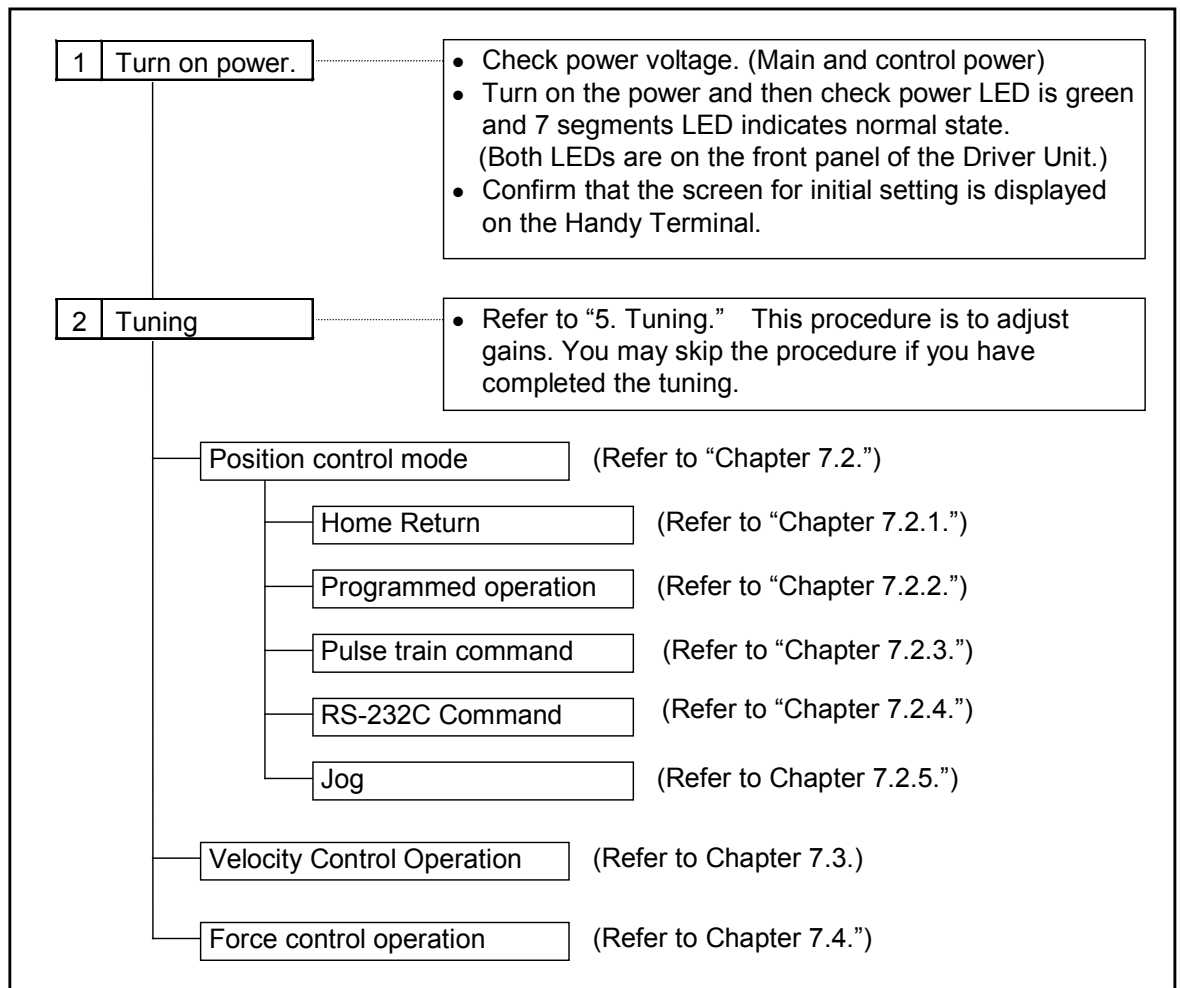 1 Turn on power.
• Check power voltage. (Main and control power)
• Turn on the power and then check power LED is green
and 7 segments LED indicates normal state.
(Both LEDs are on the front panel of the Driver Unit.)
• Confirm that the screen for initial setting is displayed
on the Handy Terminal.
2 Tuning
• Refer to “5. Tuning.” This procedure is to adjust
gains. You may skip the procedure if you have
completed the tuning.
Position control mode (Refer to “Chapter 7.2.”)
Home Return (Refer to “Chapter 7.2.1.”)
Programmed operation (Refer to “Chapter 7.2.2.”)
Pulse train command (Refer to “Chapter 7.2.3.”)
RS-232C Command (Refer to “Chapter 7.2.4.”)
Jog (Refer to Chapter 7.2.5.”)
Velocity Control Operation (Refer to Chapter 7.3.)
Force control operation (Refer to Chapter 7.4.”)